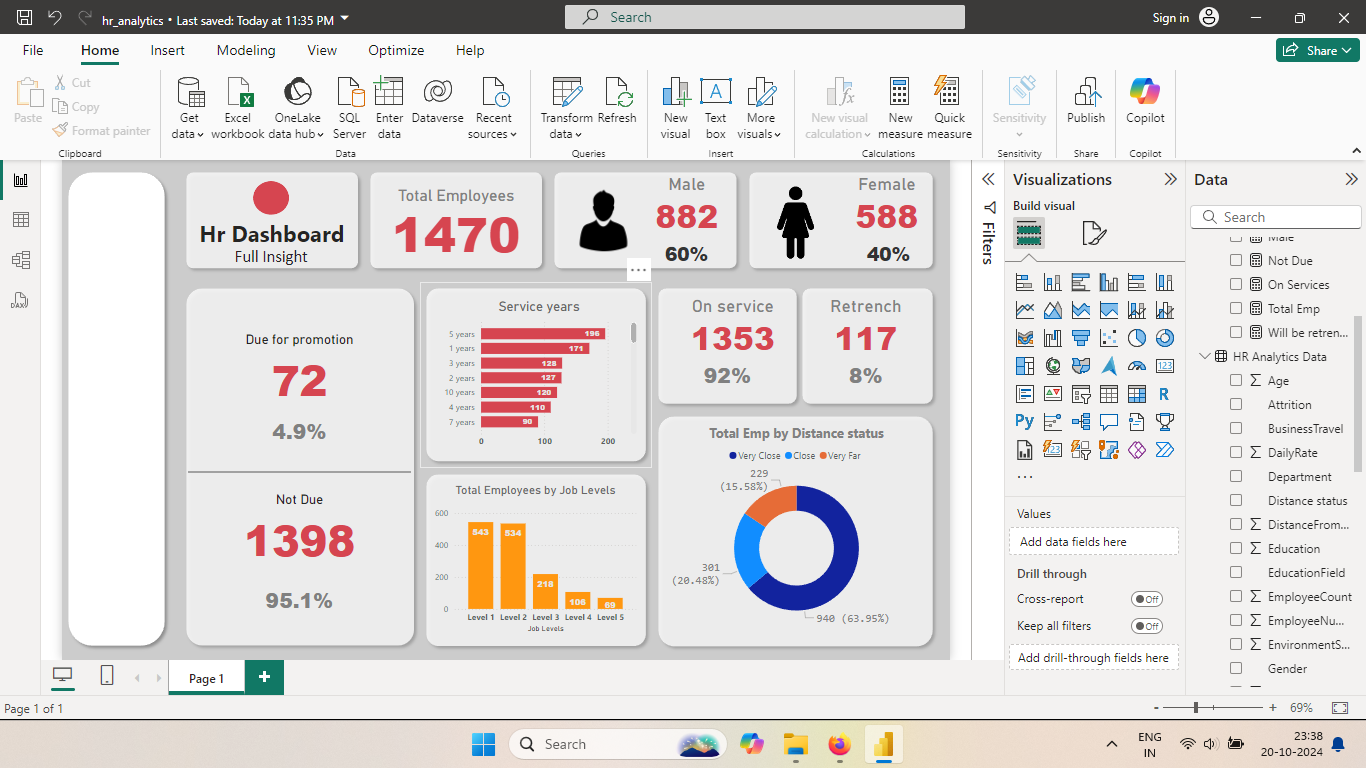 hr_analytics • Last saved: Today at 11:35 PM
Search
Sign in
File
Home
Insert
Modeling
View
Optimize
Help
Share
Paste
Cut
Copy
Format painter
Clipboard
Get data
Excel workbook
OneLake data hub
SQL Server
Enter data
Dataverse
Recent sources
Data
Transform data
Refresh
Queries
New visual
Text box
More visuals
Insert
New visual calculation
New measure
Quick measure
Calculations
Sensitivity
Sensitivity
Publish
Share
Copilot
Copilot
Hr Dashboard
Full Insight
Total Employees
1470
Male
882
60%
Female
588
40%
Due for promotion
72
4.9%
Not Due
1398
95.1%
Service years
5 years 196
1 years 171
3 years 128
2 years 127
10 years 120
4 years 110
7 years 90
0 100 200
On service
1353
92%
Retrench
117
8%
Total Employees by Job Levels
600
400
200
0
543 534 218 106 69
Level 1 Level 2 Level 3 Level 4 Level 5
Job Levels
Total Emp by Distance status
Very Close Close Very Far
229
(15.58%)
301
(20.48%)
940 (63.95%)
Filters
Visualizations
Build visual
R
Py
123
Values
Add data fields here
Drill through
Cross-report
Off
Keep all filters
Off
Add drill-through fields here
Data
Search
Male
Not Due
On Services
Total Emp
Will be retren...
HR Analytics Data
Age
Attrition
BusinessTravel
DailyRate
Department
Distance status
DistanceFrom...
Education
EducationField
EmployeeCount
EmployeeNu...
EnvironmentS...
Gender
Page 1
Page 1 of 1
- + 69%
Search
ENG
IN
23:38
20-10-2024